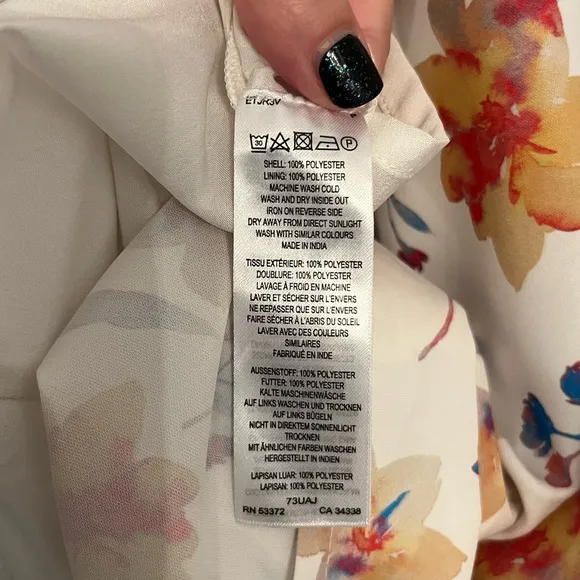 ETJR3V
30
P
SHELL: 100% POLYESTER
LINING: 100% POLYESTER
MACHINE WASH COLD
WASH AND DRY INSIDE OUT
IRON ON REVERSE SIDE
DRY AWAY FROM DIRECT SUNLIGHT
WASH WITH SIMILAR COLOURS
MADE IN INDIA
TISSU EXTÉRIEUR: 100% POLYESTER
DOUBLURE: 100% POLYESTER
LAVAGE À FROID EN MACHINE
LAVER ET SÉCHER SUR L'ENVERS
NE REPASSER QUE SUR L'ENVERS
FAIRE SÉCHER À L'ABRIS DU SOLEIL
LAVER AVEC DES COULEURS
SIMILAIRES
FABRIQUÉ EN INDE
AUSSENSTOFF: 100% POLYESTER
FUTTER: 100% POLYESTER
KALTE MASCHINENWÄSCHE
AUF LINKS WASCHEN UND TROCKNEN
AUF LINKS BÜGELN
NICHT IN DIREKTEM SONNENLICHT
TROCKNEN
MIT ÄHNLICHEN FARBEN WASCHEN
HERGESTELLT IN INDIEN
LAPISAN LUAR: 100% POLYESTER
LAPISAN: 100% POLYESTER
73UAJ
RN 53372 CA 34338